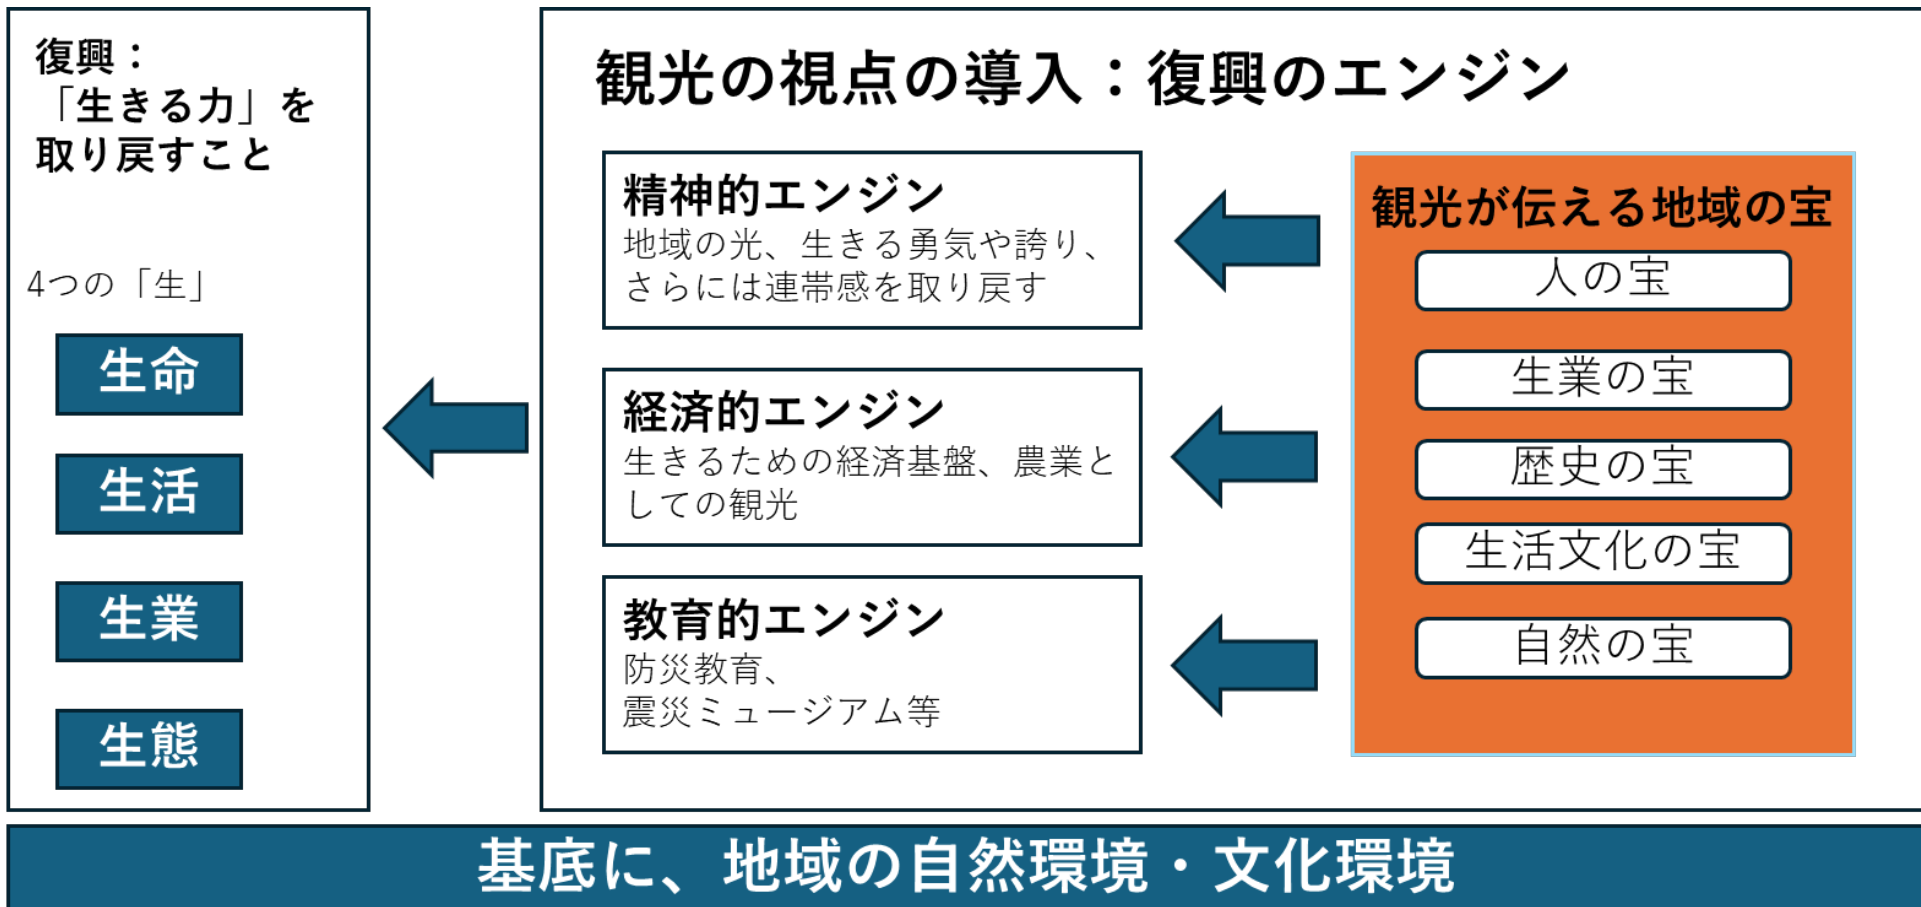 復興：
「生きる力」を
取り戻すこと
4つの「生」
生命
生活
生業
生態
観光の視点の導入：復興のエンジン
精神的エンジン
地域の光、生きる勇気や誇り、
さらには連帯感を取り戻す
経済的エンジン
生きるための経済基盤、農業と
しての観光
教育的エンジン
防災教育、
震災ミュージアム等
観光が伝える地域の宝
人の宝
生業の宝
歴史の宝
生活文化の宝
自然の宝
基底に、地域の自然環境・文化環境